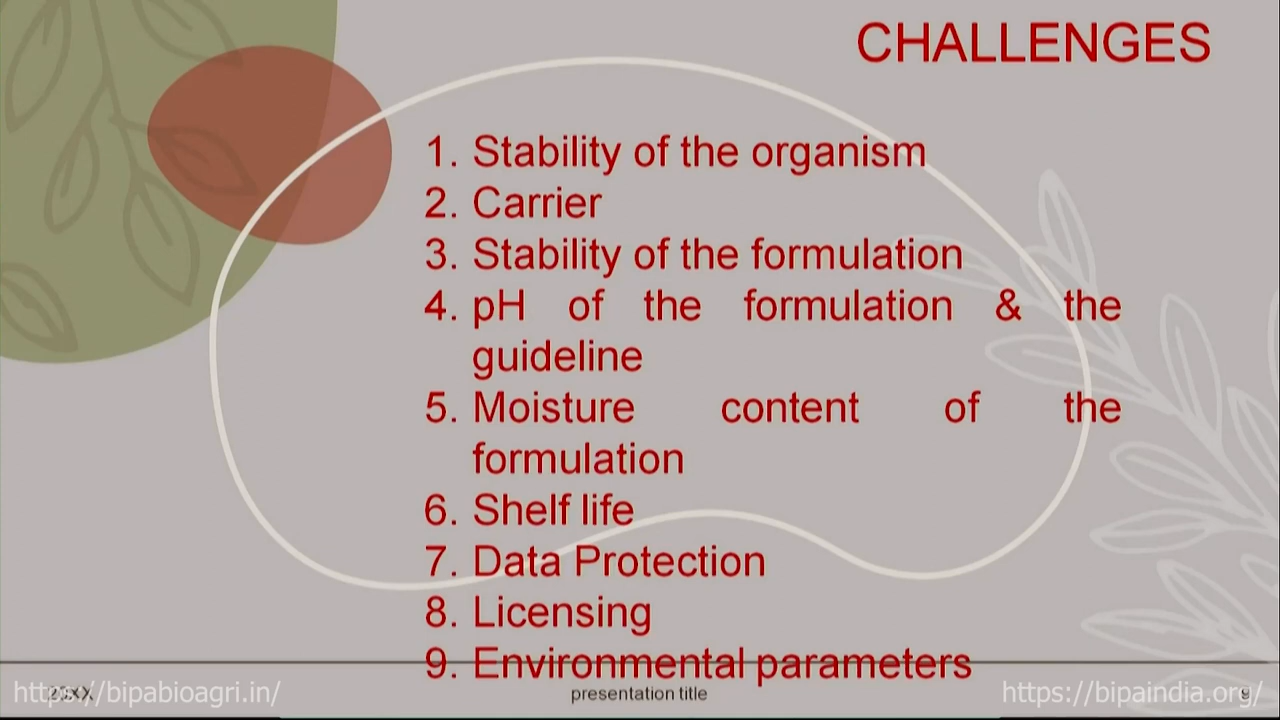 CHALLENGES
1. Stability of the organism
2. Carrier
3. Stability of the formulation
4. pH of the formulation & the
guideline
5. Moisture content of the
formulation
6. Shelf life
7. Data Protection
8. Licensing
9. Environmental parameters
https://bipabioagri.in/
20XX
presentation title
https://bipaindia.org/
9